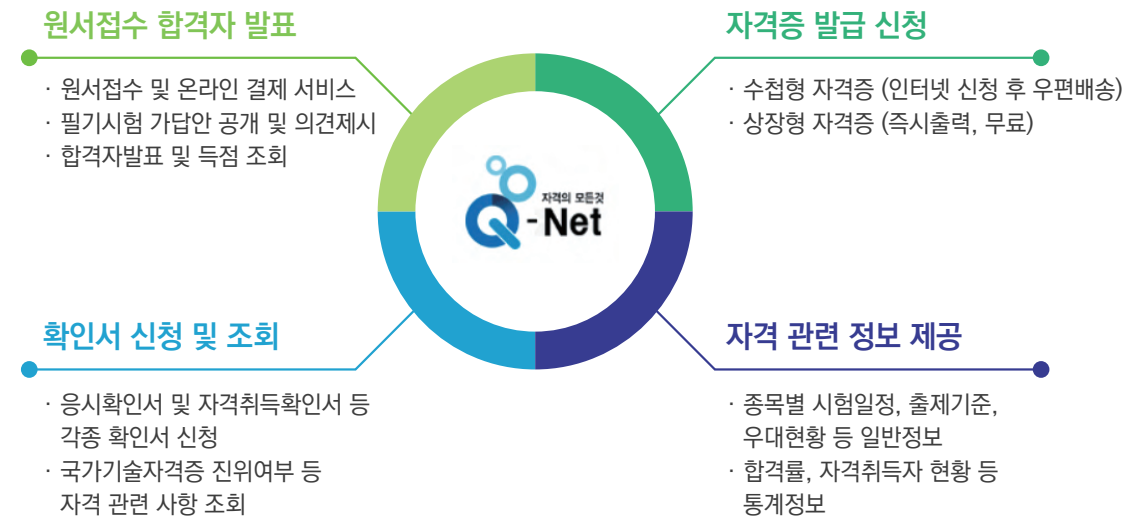 원서접수 합격자 발표
· 원서접수 및 온라인 결제 서비스
· 필기시험 가답안 공개 및 의견제시
· 합격자발표 및 득점 조회
자격증 발급 신청
· 수첩형 자격증 (인터넷 신청 후 우편배송)
· 상장형 자격증 (즉시출력, 무료)
자격의 모든것
Q-Net
확인서 신청 및 조회
· 응시확인서 및 자격취득확인서 등
각종 확인서 신청
· 국가기술자격증 진위여부 등
자격 관련 사항 조회
자격 관련 정보 제공
· 종목별 시험일정, 출제기준,
우대현황 등 일반정보
· 합격률, 자격취득자 현황 등
통계정보